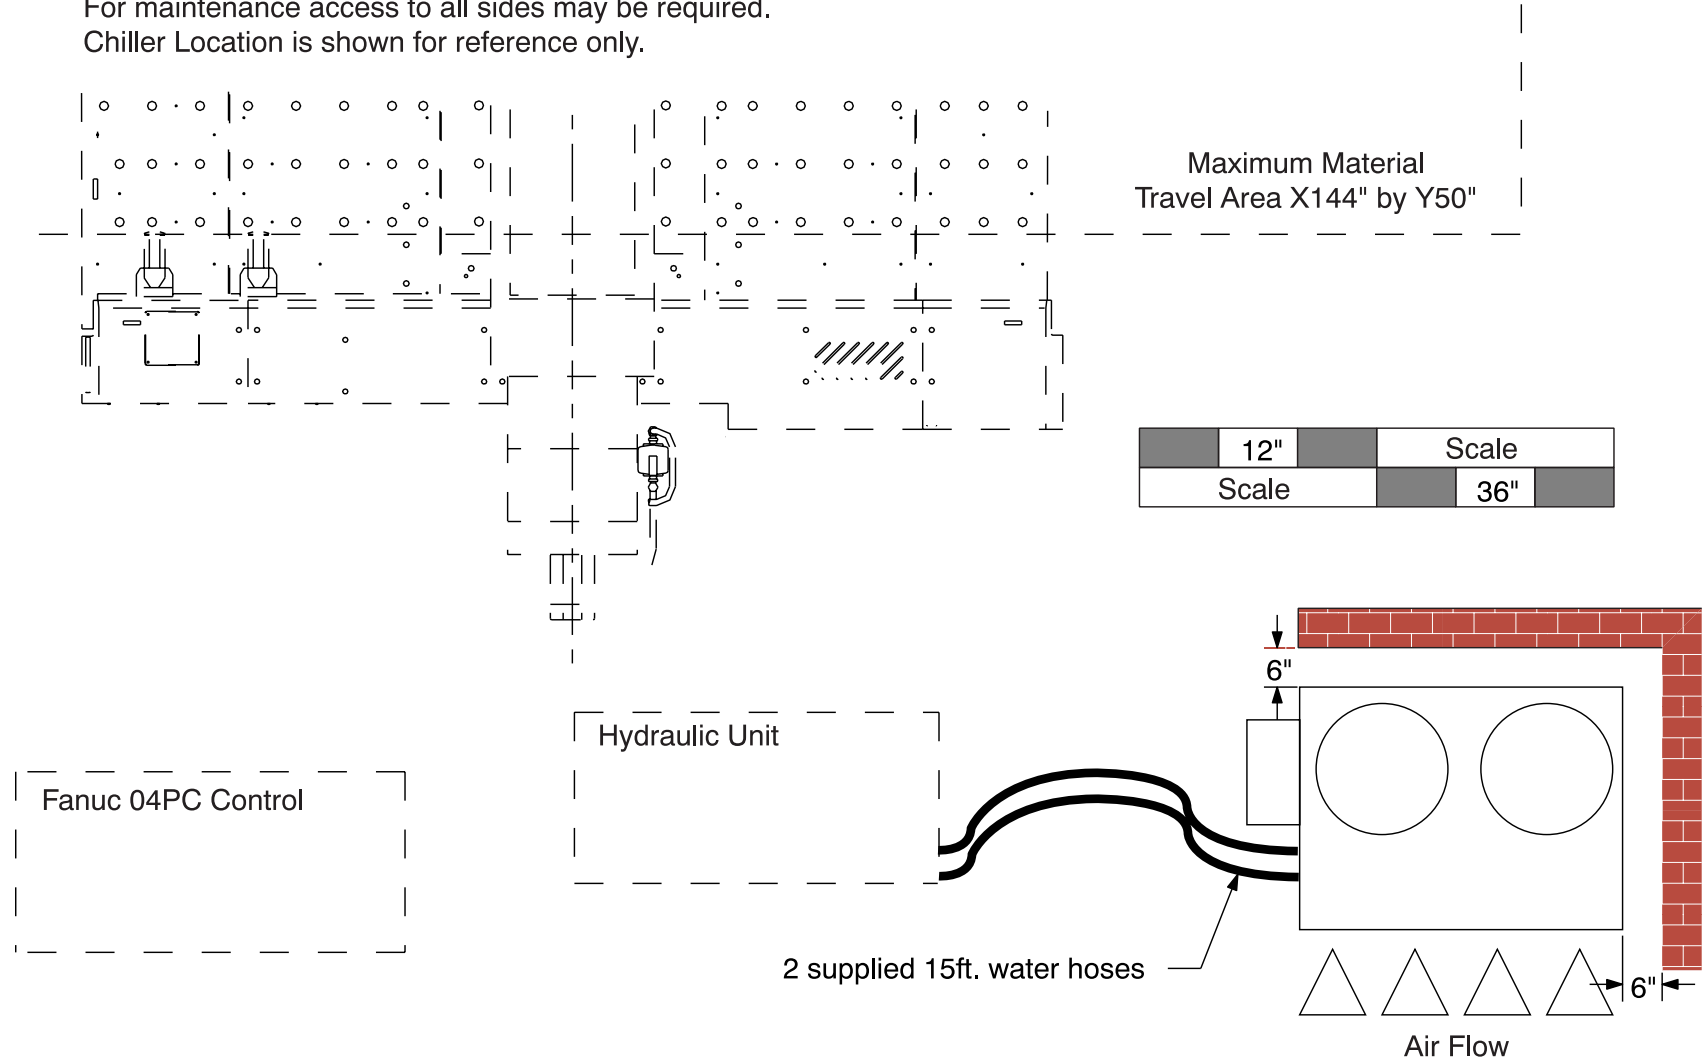 For maintenance access to all sides may be required.
Chiller Location is shown for reference only.
Maximum Material
Travel Area X144" by Y50"
12"
Scale
Scale
36"
6"
Hydraulic Unit
Fanuc 04PC Control
2 supplied 15ft. water hoses
6"
Air Flow